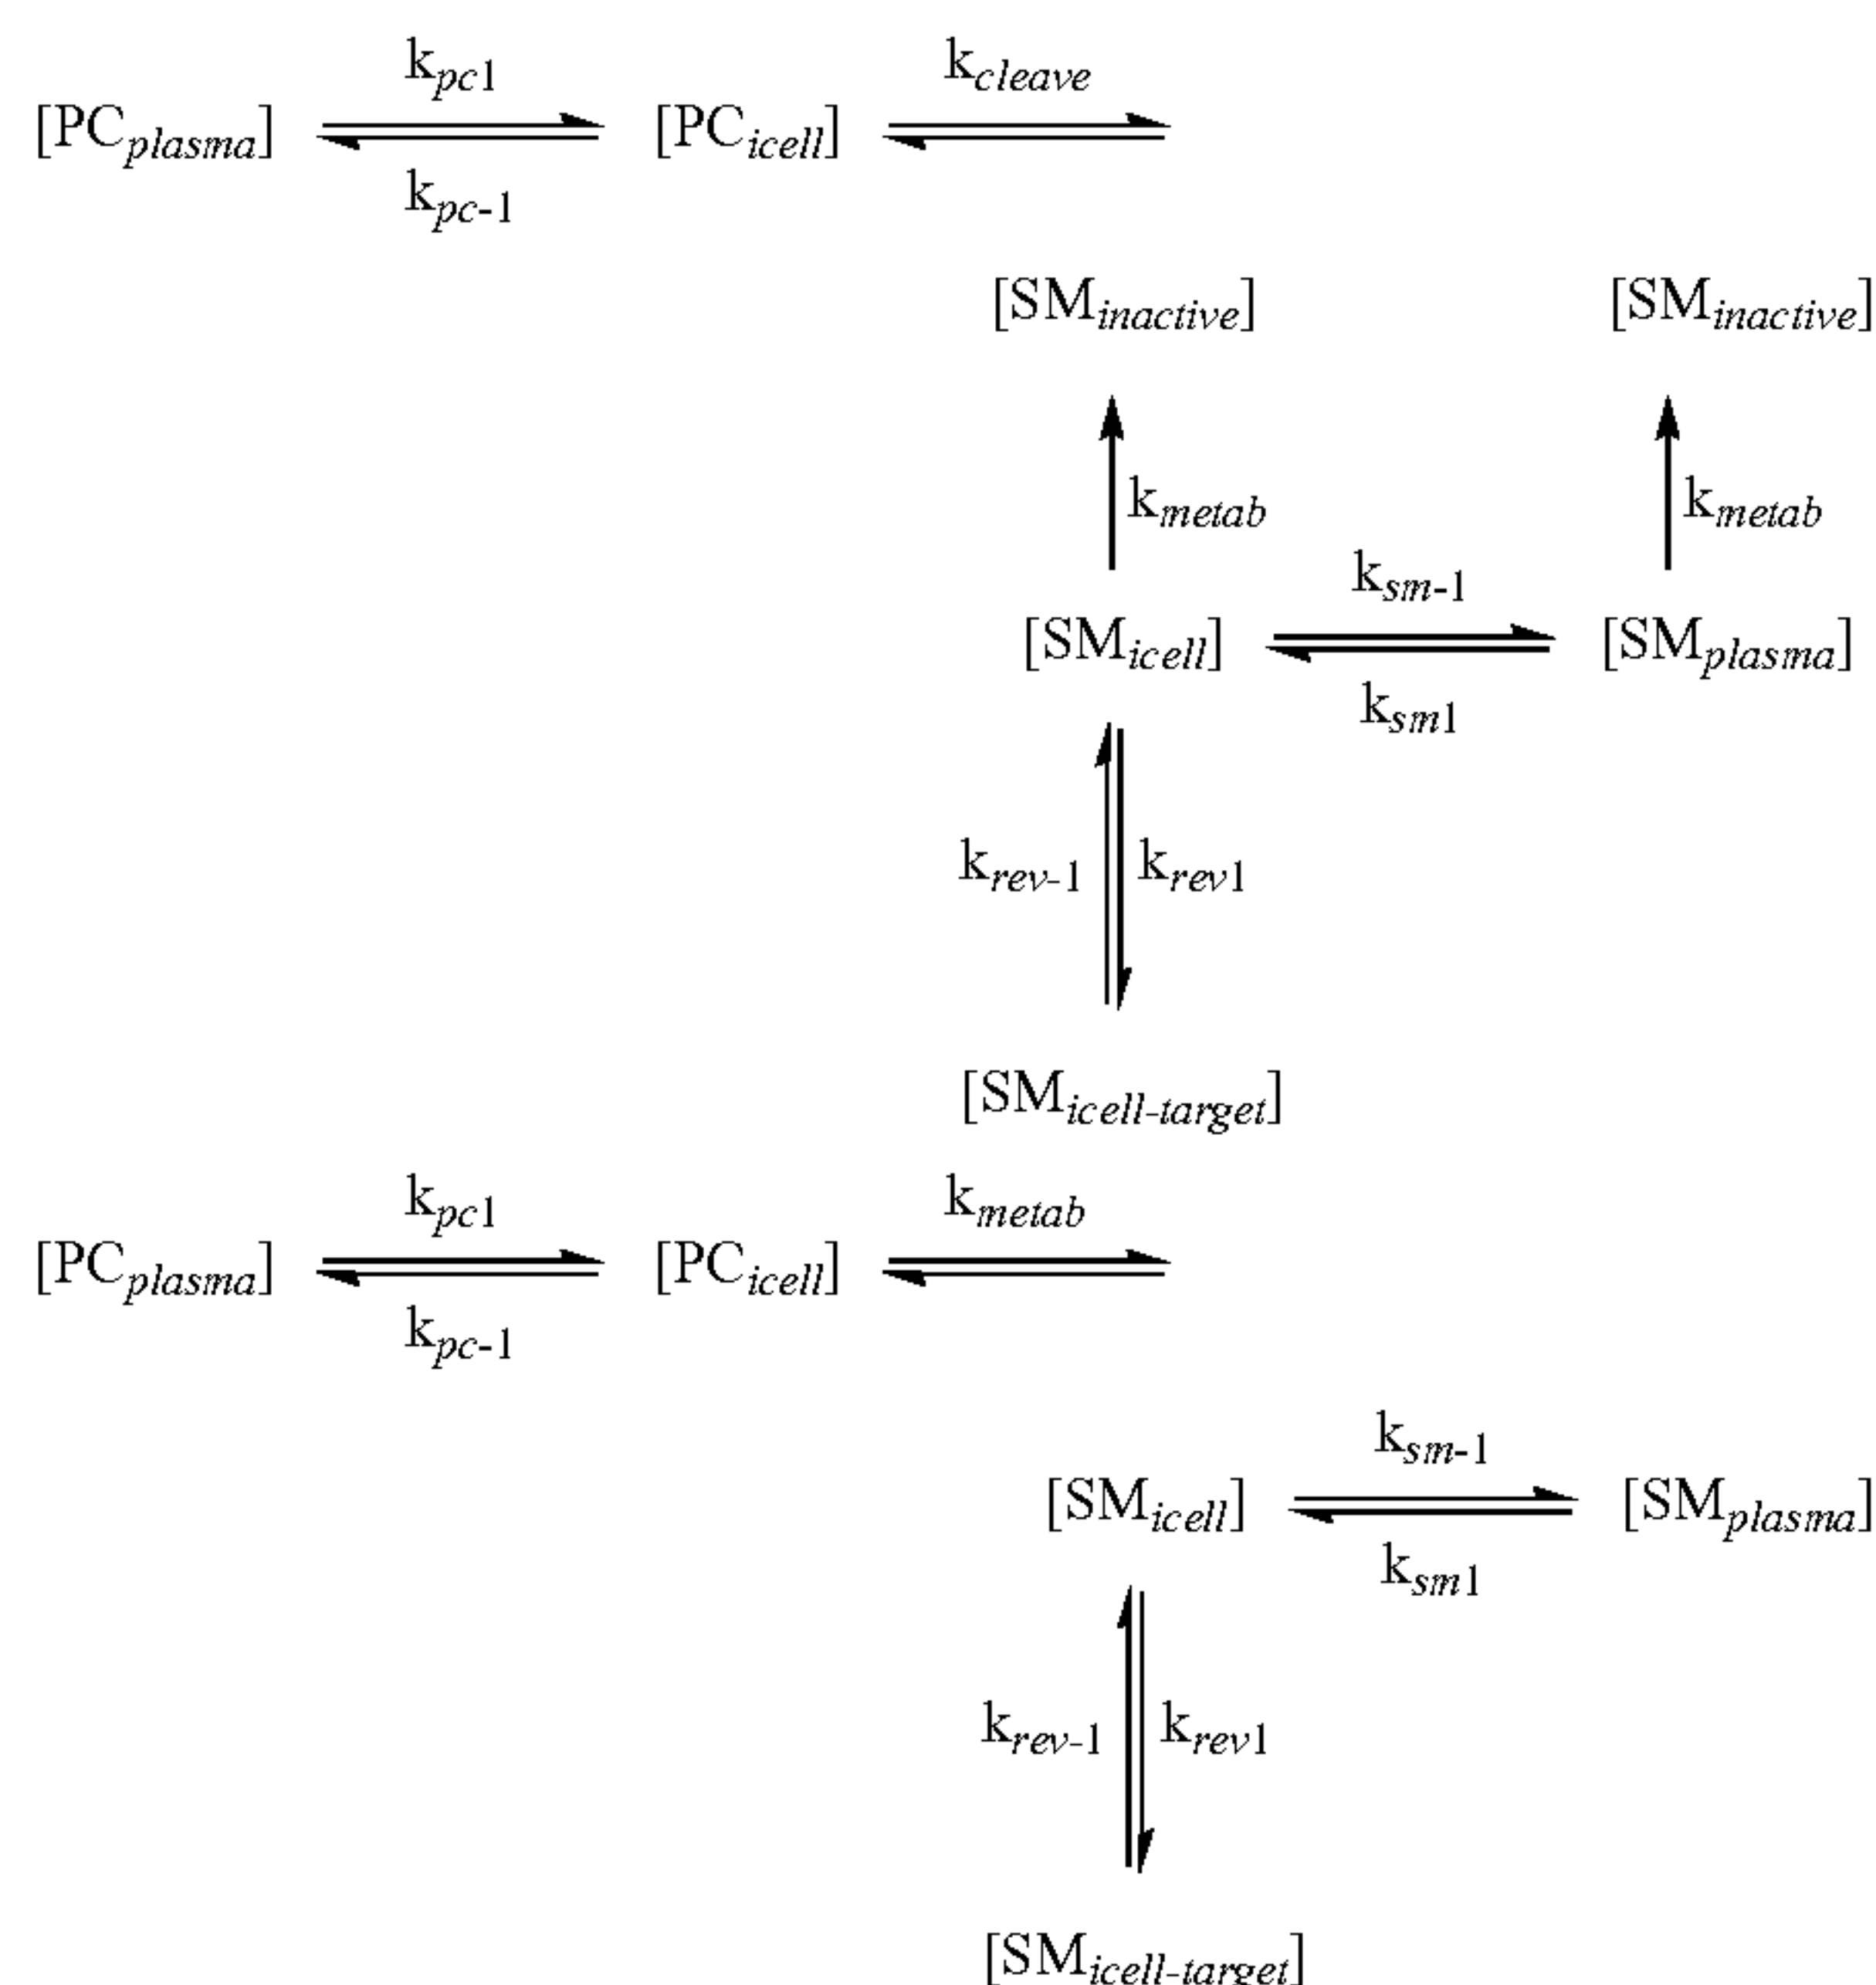 k_pc1 k_cleave
[PC_plasma] [PC_icell]
k_pc-1
[SM_inactive] [SM_inactive]
k_metab k_metab
k_sm-1
[SM_icell] [SM_plasma]
k_sm1
k_rev-1 k_rev1
[SM_icell-target]
k_pc1 k_metab
[PC_plasma] [PC_icell]
k_pc-1
k_sm-1
[SM_icell] [SM_plasma]
k_sm1
k_rev-1 k_rev1
[SM_icell-target]